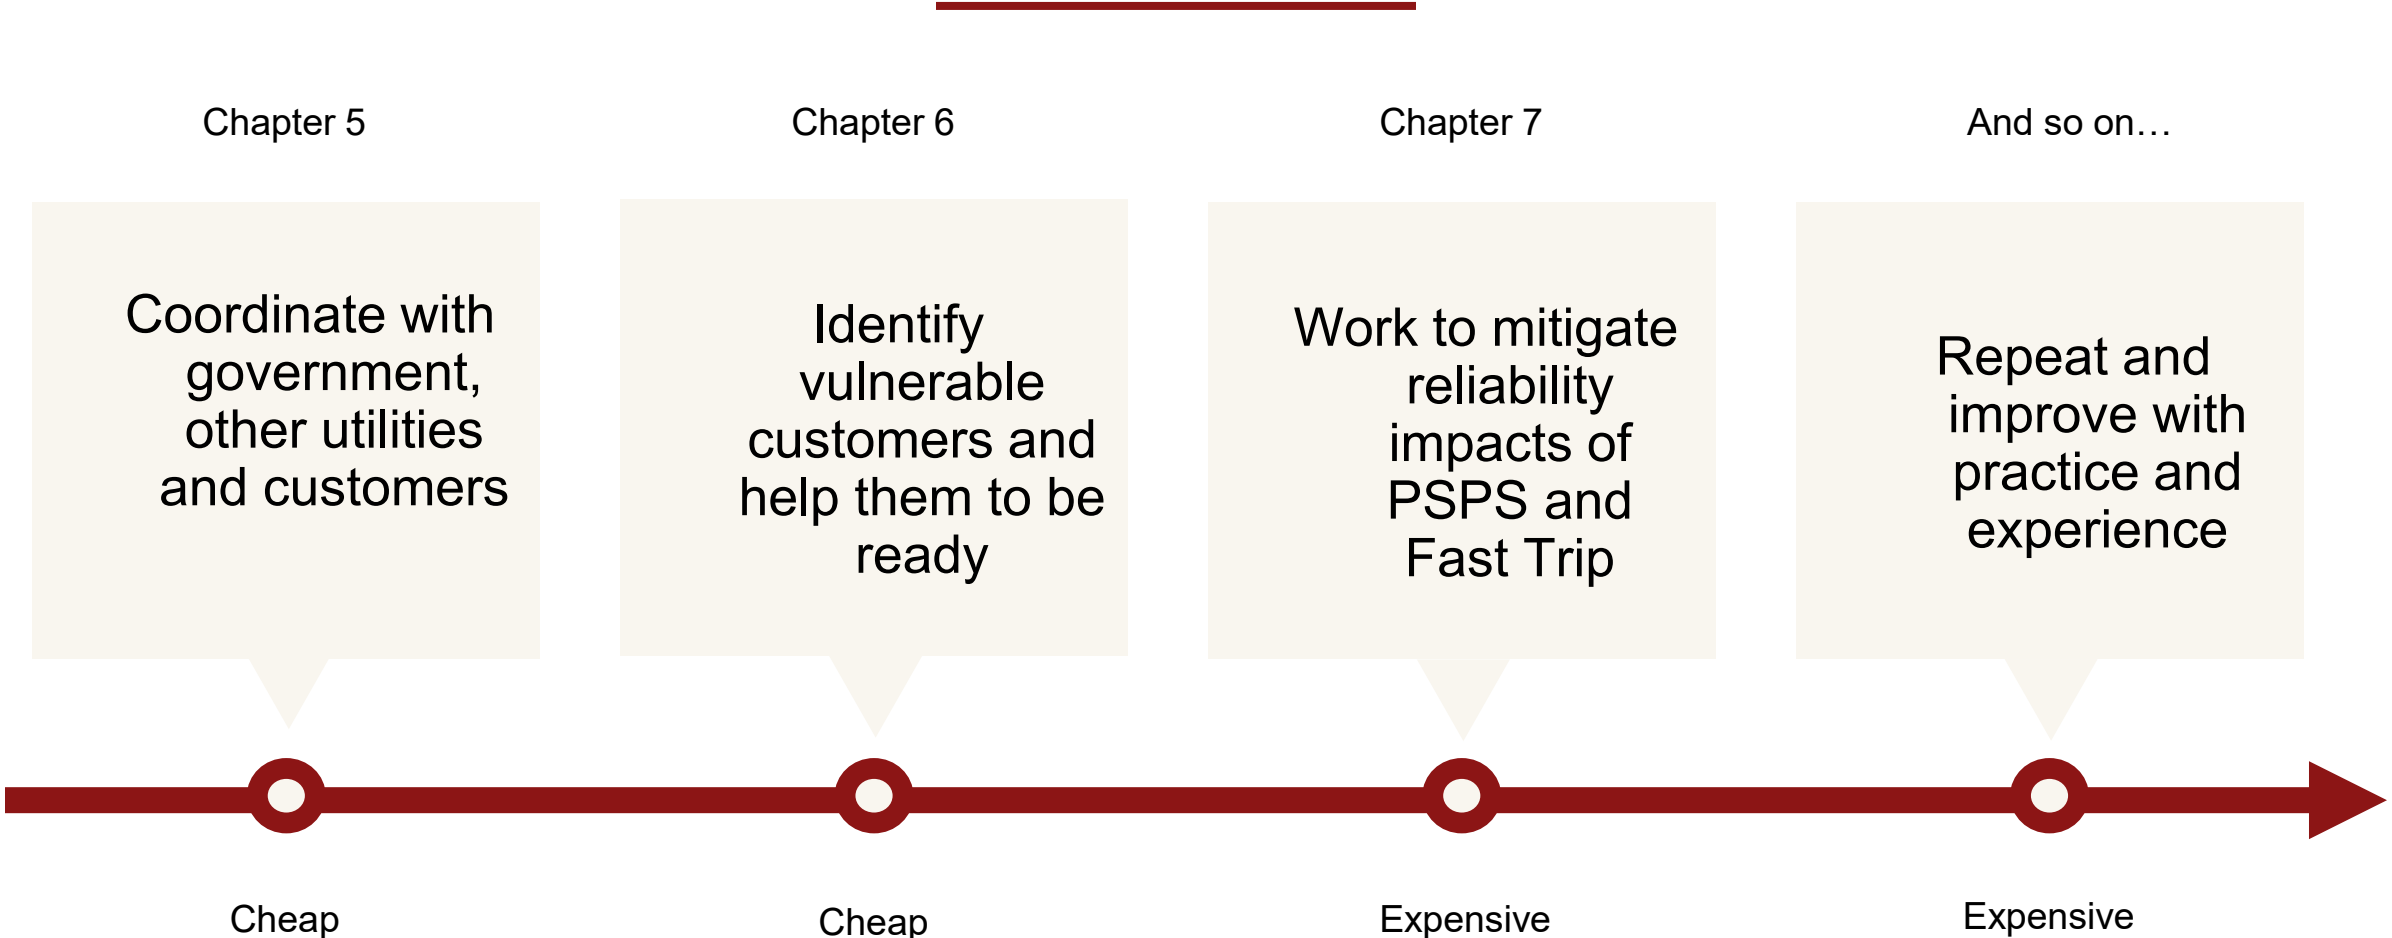 Chapter 5
Chapter 6
Chapter 7
And so on…
Coordinate with
government,
other utilities
and customers
Identify
vulnerable
customers and
help them to be
ready
Work to mitigate
reliability
impacts of
PSPS and
Fast Trip
Repeat and
improve with
practice and
experience
Cheap
Cheap
Expensive
Expensive